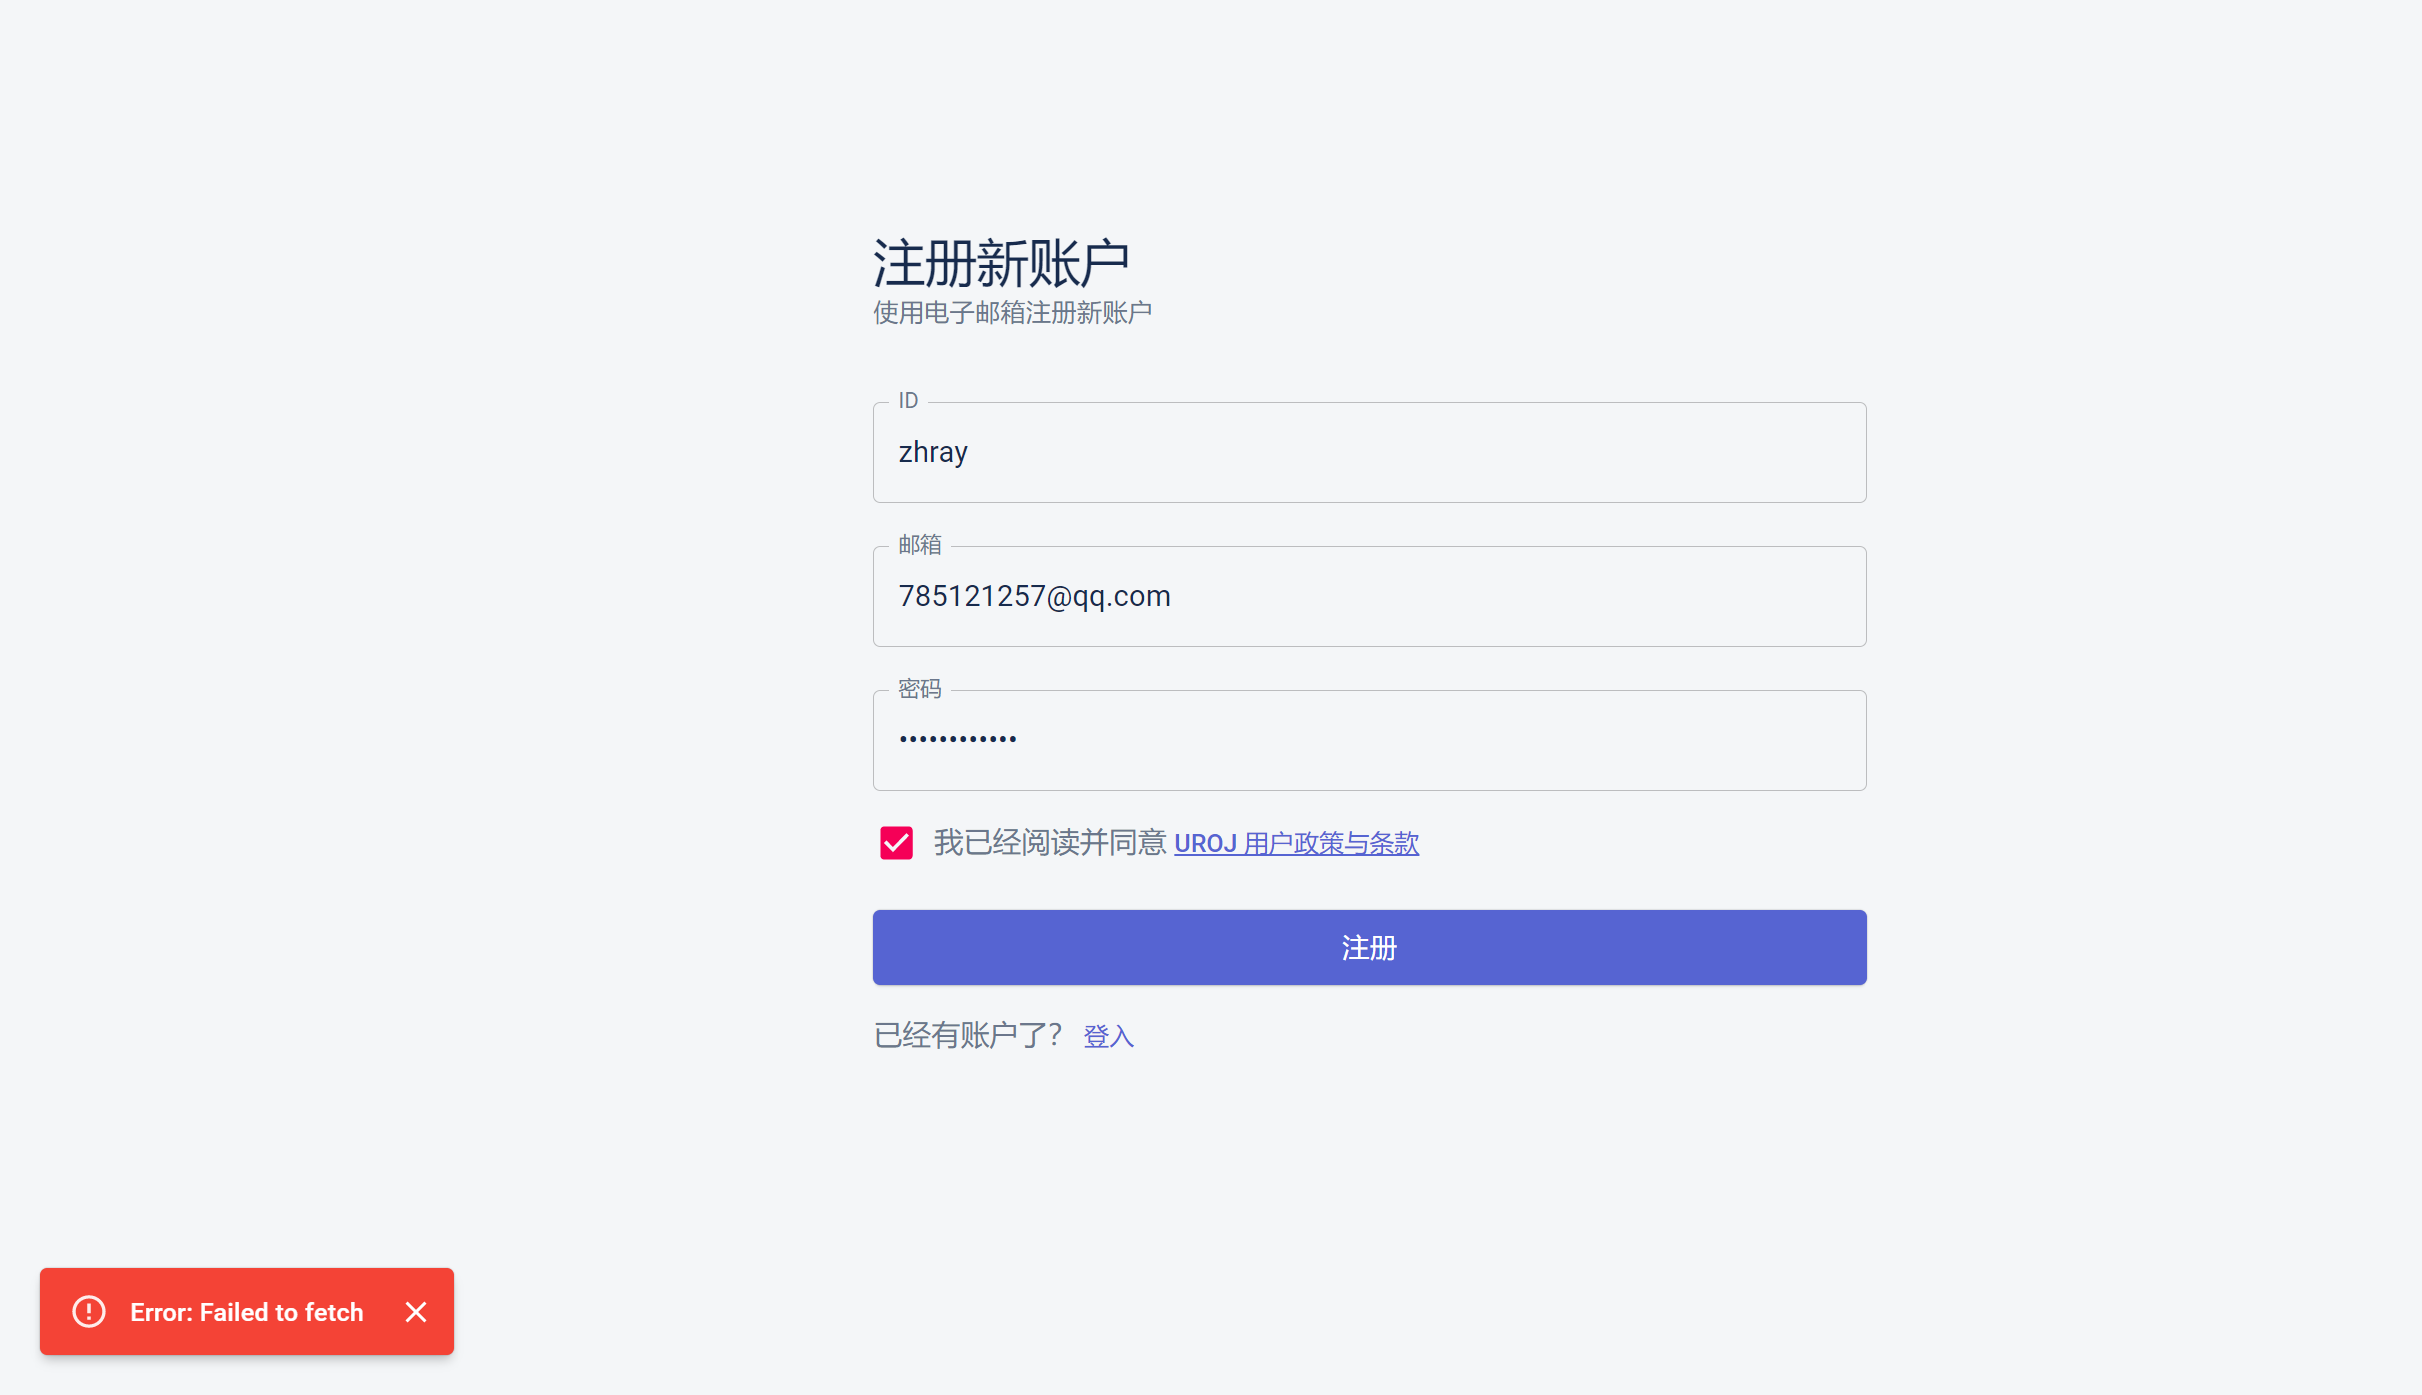 注册新账户
使用电子邮箱注册新账户
ID
zhray
邮箱
785121257@qq.com
密码
••••••••••••
我已经阅读并同意 UROJ 用户政策与条款
注册
已经有账户了？ 登入
Error: Failed to fetch